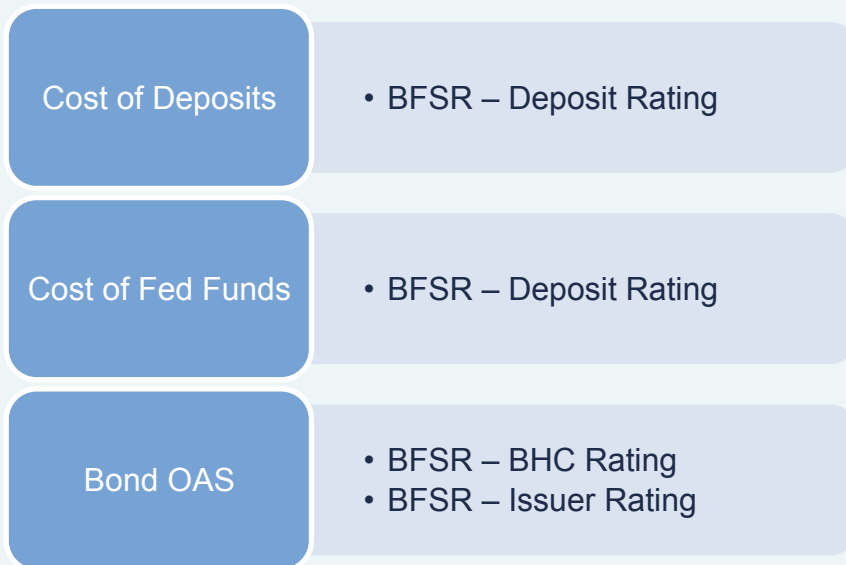 Cost of Deposits
• BFSR – Deposit Rating
Cost of Fed Funds
• BFSR – Deposit Rating
Bond OAS
• BFSR – BHC Rating
• BFSR – Issuer Rating